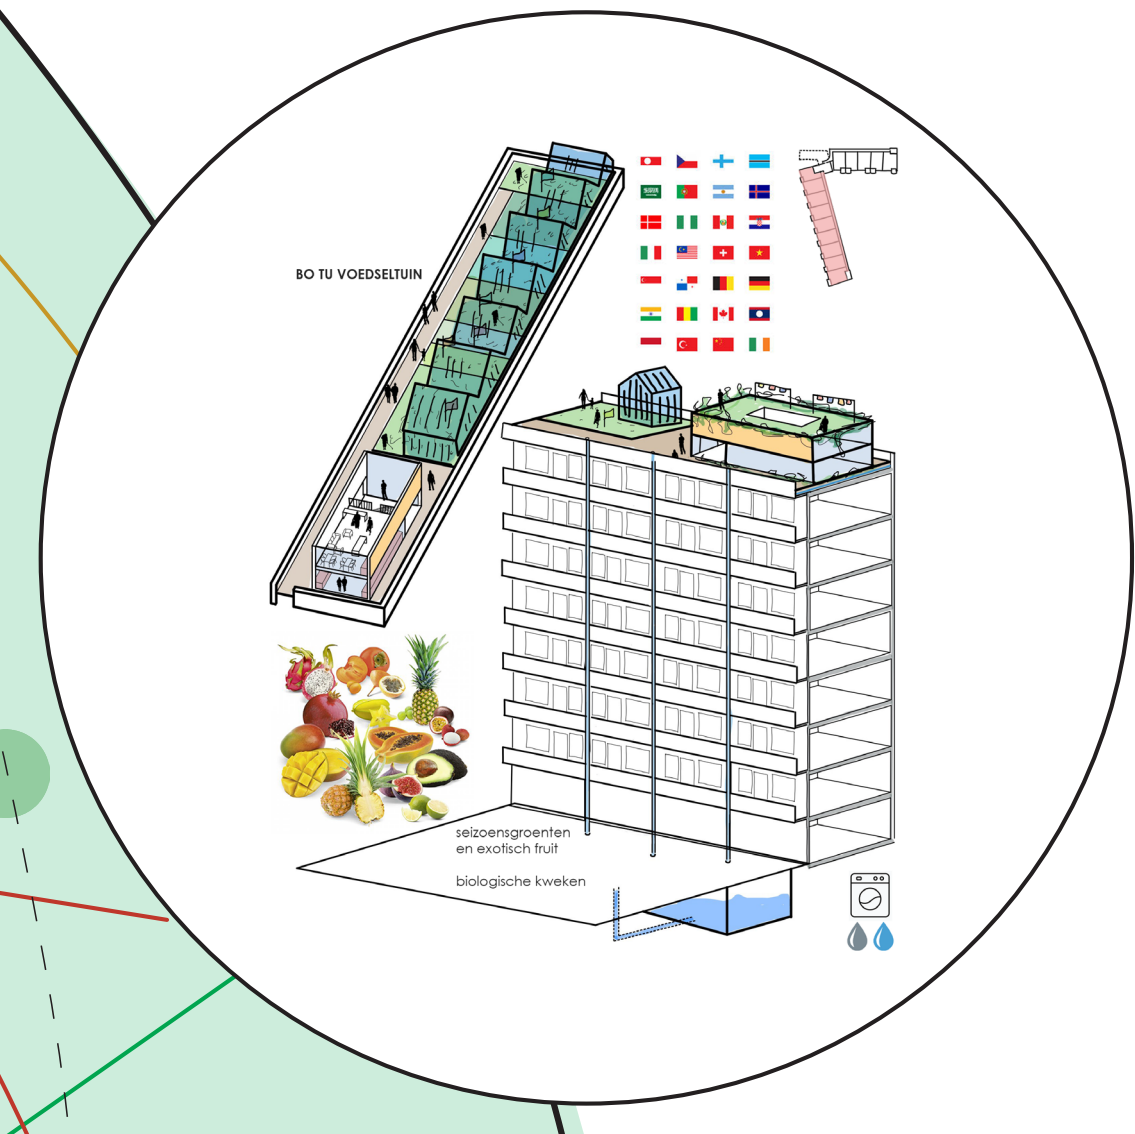 BO TU VOEDSELTUIN
seizoensgroenten
en exotisch fruit
biologische kweken